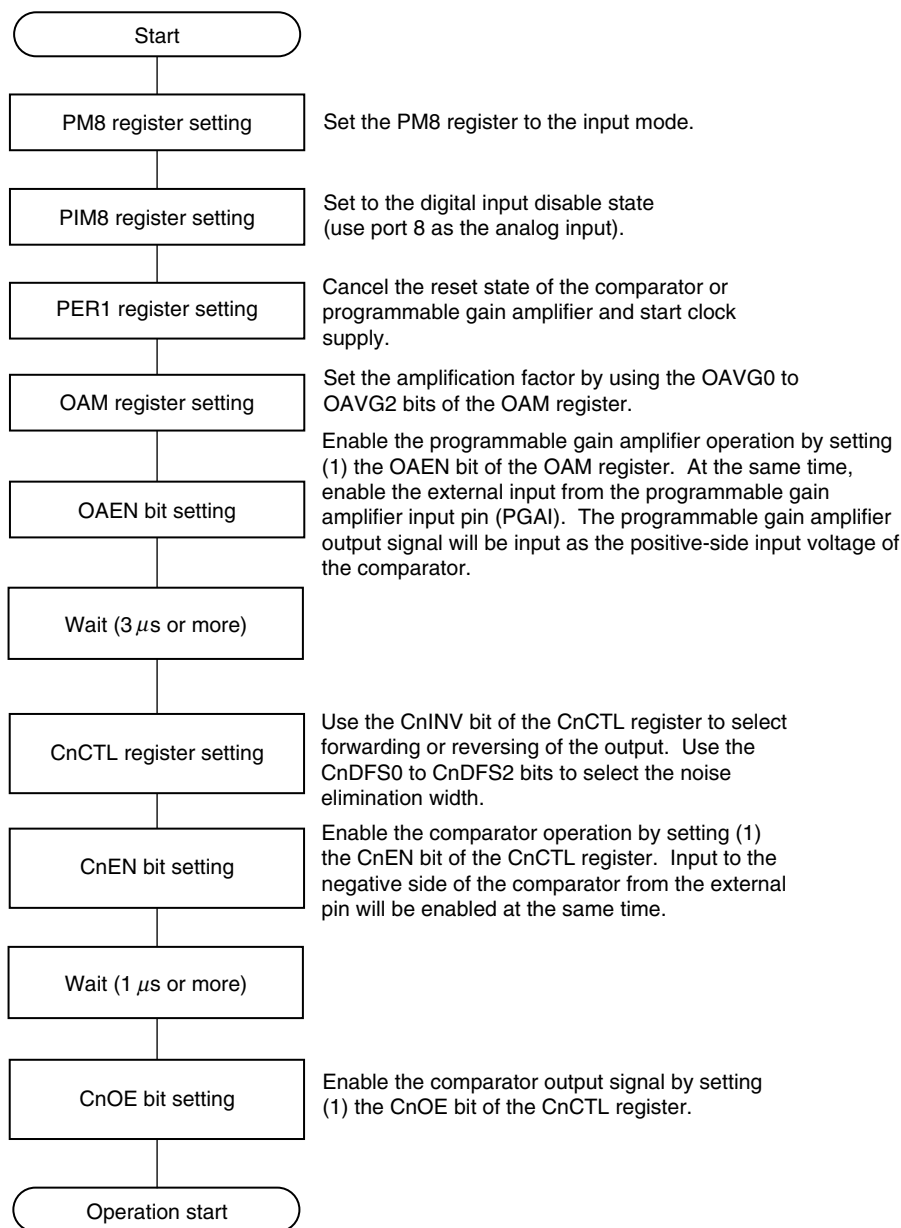 Start
PM8 register setting
Set the PM8 register to the input mode.
PIM8 register setting
Set to the digital input disable state
(use port 8 as the analog input).
PER1 register setting
Cancel the reset state of the comparator or
programmable gain amplifier and start clock
supply.
OAM register setting
Set the amplification factor by using the OAVG0 to
OAVG2 bits of the OAM register.
OAEN bit setting
Enable the programmable gain amplifier operation by setting
(1) the OAEN bit of the OAM register.  At the same time,
enable the external input from the programmable gain
amplifier input pin (PGAI).  The programmable gain amplifier
output signal will be input as the positive-side input voltage of
the comparator.
Wait (3 μs or more)
CnCTL register setting
Use the CnINV bit of the CnCTL register to select
forwarding or reversing of the output.  Use the
CnDFS0 to CnDFS2 bits to select the noise
elimination width.
CnEN bit setting
Enable the comparator operation by setting (1)
the CnEN bit of the CnCTL register.  Input to the
negative side of the comparator from the external
pin will be enabled at the same time.
Wait (1 μs or more)
CnOE bit setting
Enable the comparator output signal by setting
(1) the CnOE bit of the CnCTL register.
Operation start